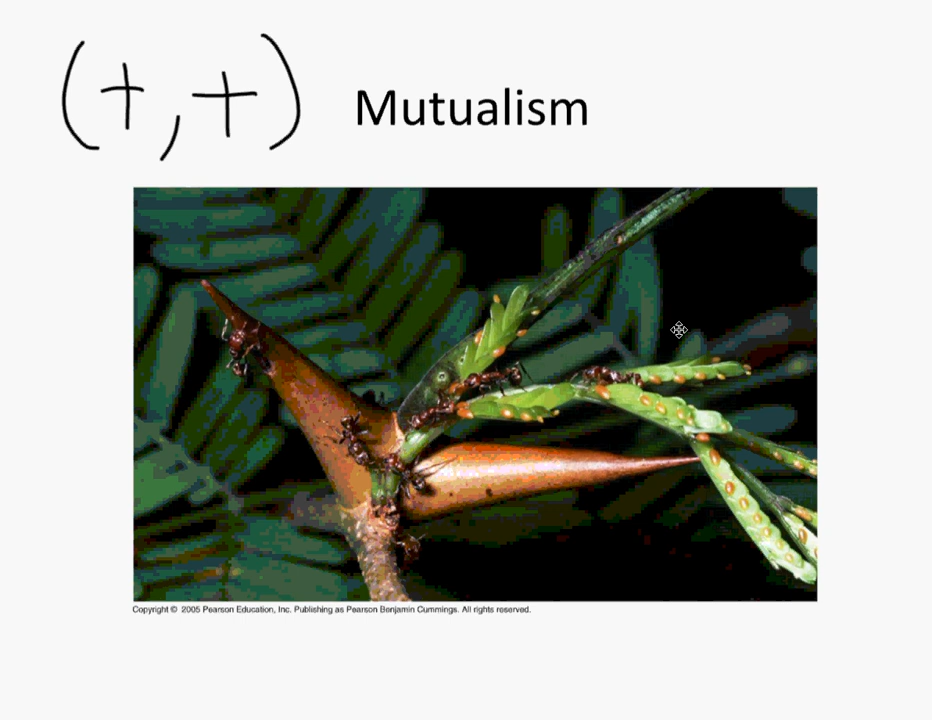 (+,+) Mutualism
Copyright © 2005 Pearson Education, Inc. Publishing as Pearson Benjamin Cummings. All rights reserved.